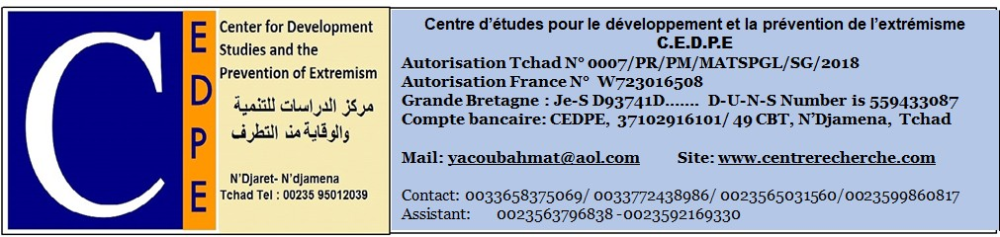 C
E
D
P
E
Center for Development
Studies and the
Prevention of Extremism
مركز الدراسات للتنمية
والوقاية مند التطرف
N'Djaret- N'djamena
Tchad Tel : 00235 95012039
Centre d'études pour le développement et la prévention de l'extrémisme
C.E.D.P.E
Autorisation Tchad N° 0007/PR/PM/MATSPGL/SG/2018
Autorisation France N° W723016508
Grande Bretagne : Je-S D93741D....... D-U-N-S Number is 559433087
Compte bancaire: CEDPE, 37102916101/ 49 CBT, N'Djamena, Tchad
Mail: yacoubahmat@aol.com Site: www.centrerecherche.com
Contact: 0033658375069/ 0033772438986/ 0023565031560/0023599860817
Assistant: 0023563796838 -0023592169330